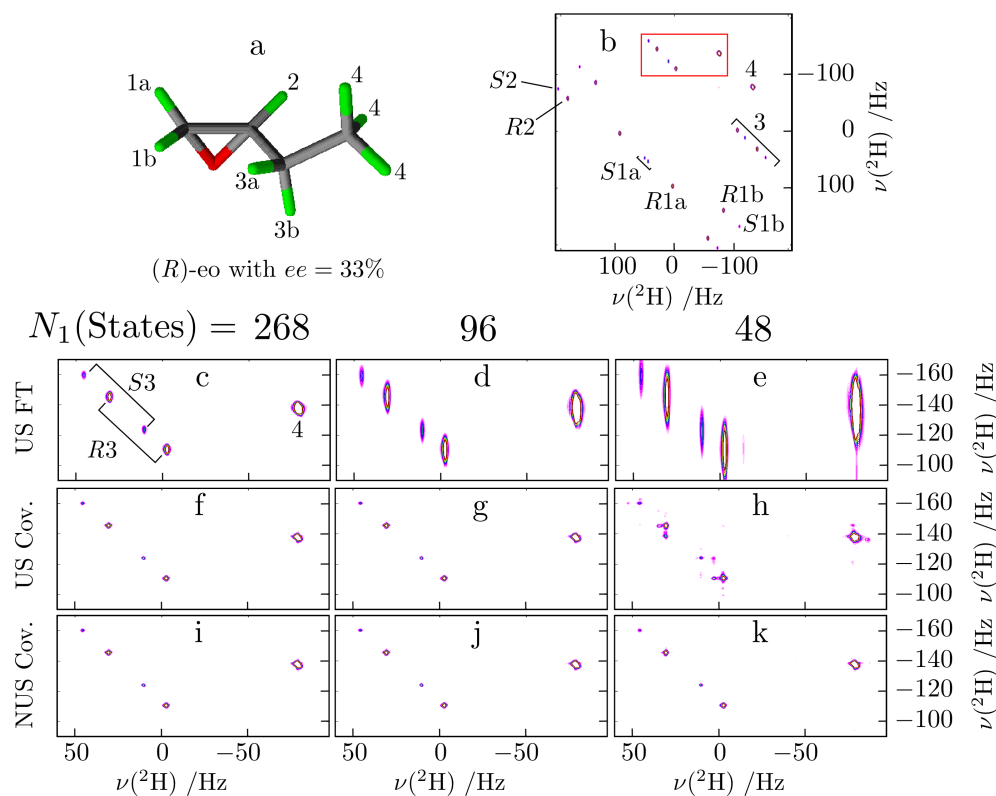 a
1a
2
4
4
4
1b
3a
3b
(R)-eo with ee = 33%
b
S2
R2
4
3
S1a
R1a
R1b
S1b
−100
0
100
ν(²H) /Hz
100 0 −100
ν(²H) /Hz
N₁(States) = 268 96 48
US FT
c
S3
R3
4
d
e
−160
−140
−120
−100
ν(²H) /Hz
US Cov.
f
g
h
−160
−140
−120
−100
ν(²H) /Hz
NUS Cov.
i
j
k
−160
−140
−120
−100
ν(²H) /Hz
50 0 −50
50 0 −50
50 0 −50
ν(²H) /Hz
ν(²H) /Hz
ν(²H) /Hz